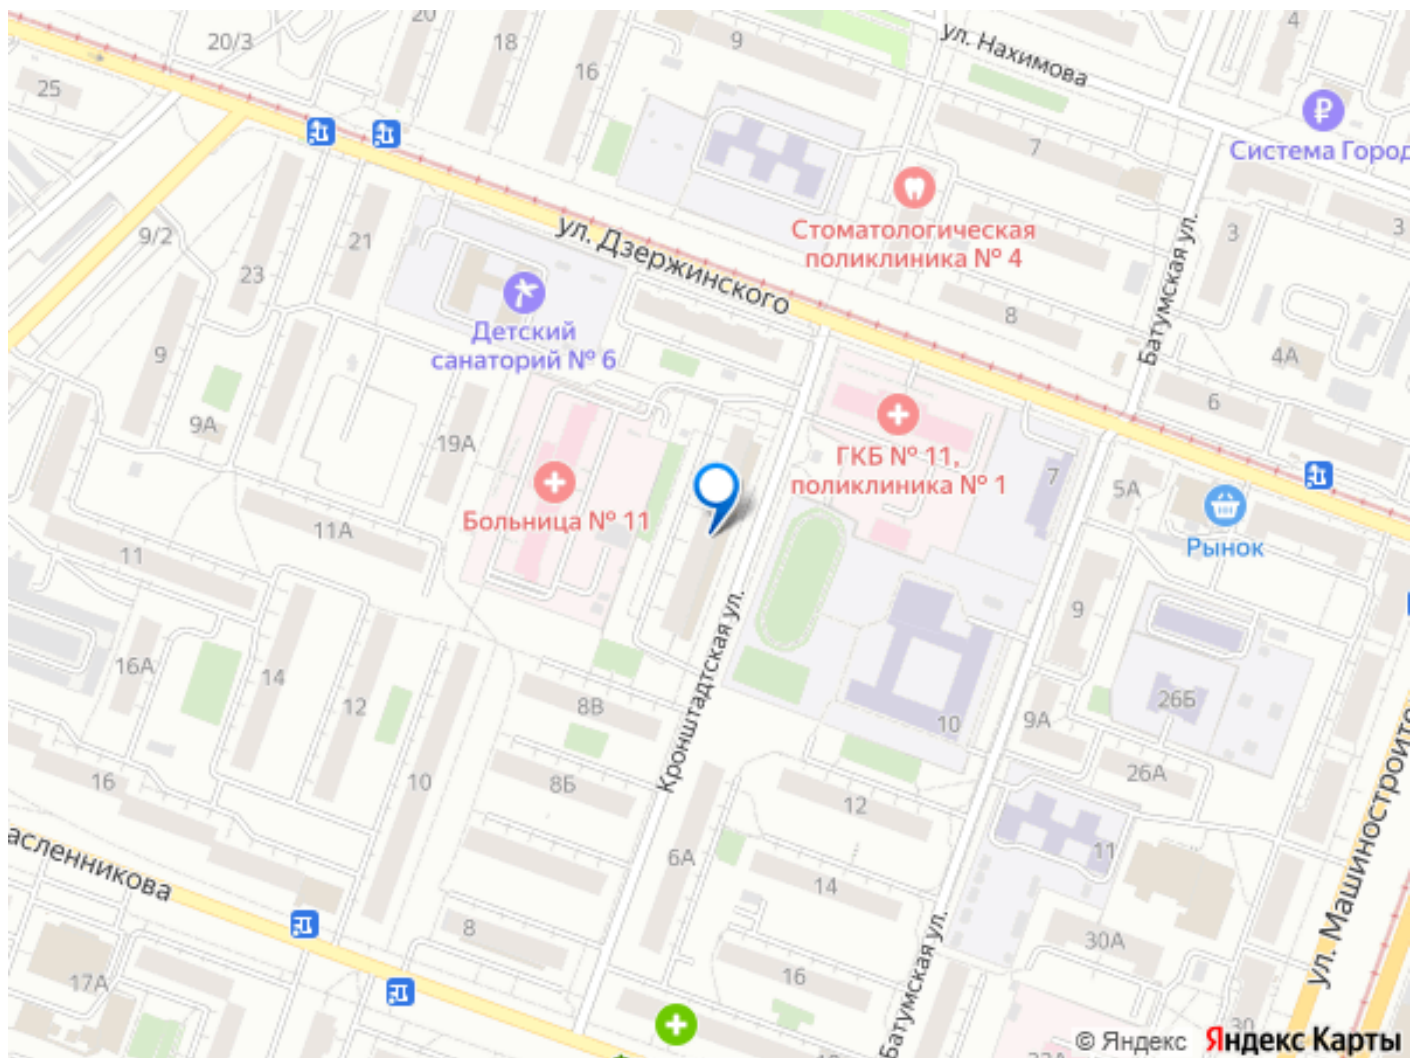 20
20/3
18
9
ул. Нахимова
4
16
25
7
Система Город
Стоматологическая
поликлиника № 4
3
3
ул. Дзержинского
Батумская ул.
9/2
21
23
8
Детский
санаторий № 6
9
4А
6
9А
19А
ГКБ № 11,
поликлиника № 1
7
5А
Больница № 11
Рынок
11А
11
9
Кронштадтская ул.
16А
14
12
8В
10
9А
26Б
16
10
8Б
12
26А
ул. Машиностроите
асленникова
6А
14
11
8
30А
Батумская ул.
17А
16
30
© Яндекс Яндекс Карты